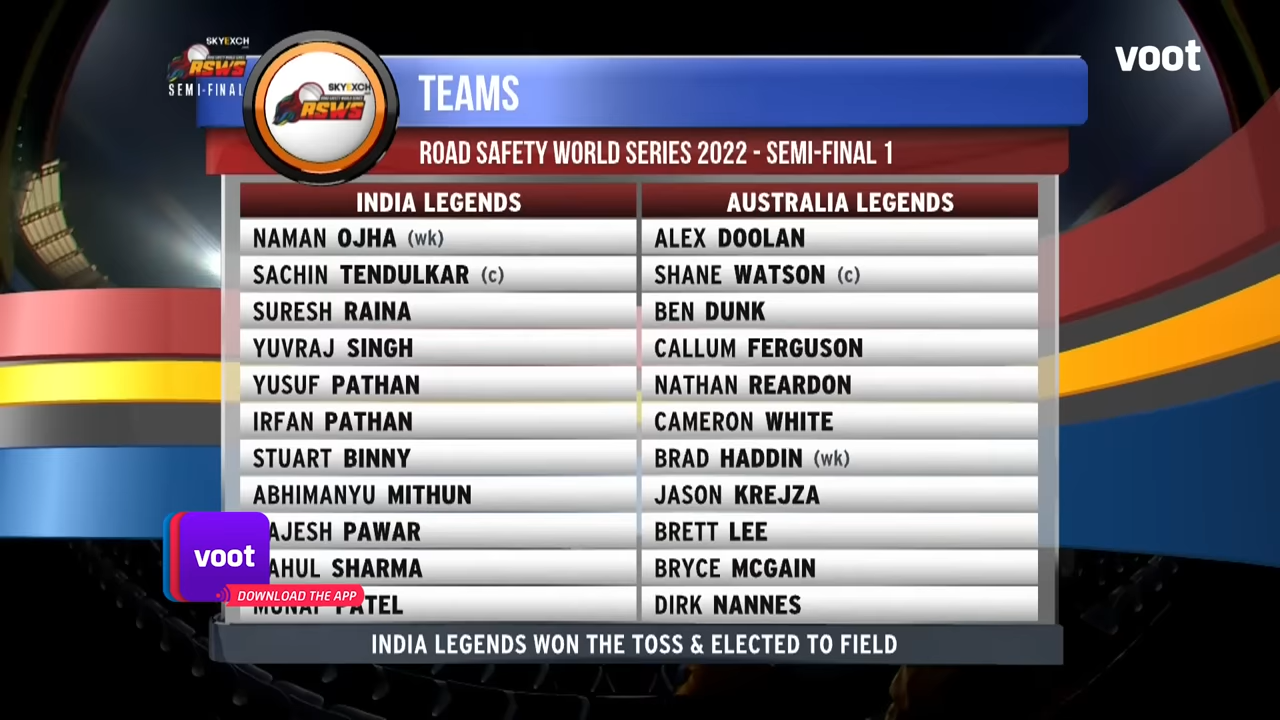 SKYEXCH
RSWS
SEMI-FINAL
voot
SKYEXCH
RSWS
TEAMS
ROAD SAFETY WORLD SERIES 2022 - SEMI-FINAL 1
INDIA LEGENDS AUSTRALIA LEGENDS
NAMAN OJHA (wk) ALEX DOOLAN
SACHIN TENDULKAR (c) SHANE WATSON (c)
SURESH RAINA BEN DUNK
YUVRAJ SINGH CALLUM FERGUSON
YUSUF PATHAN NATHAN REARDON
IRFAN PATHAN CAMERON WHITE
STUART BINNY BRAD HADDIN (wk)
ABHIMANYU MITHUN JASON KREJZA
AJESH PAWAR BRETT LEE
AHUL SHARMA BRYCE MCGAIN
PATEL DIRK NANNES
voot
DOWNLOAD THE APP
INDIA LEGENDS WON THE TOSS & ELECTED TO FIELD